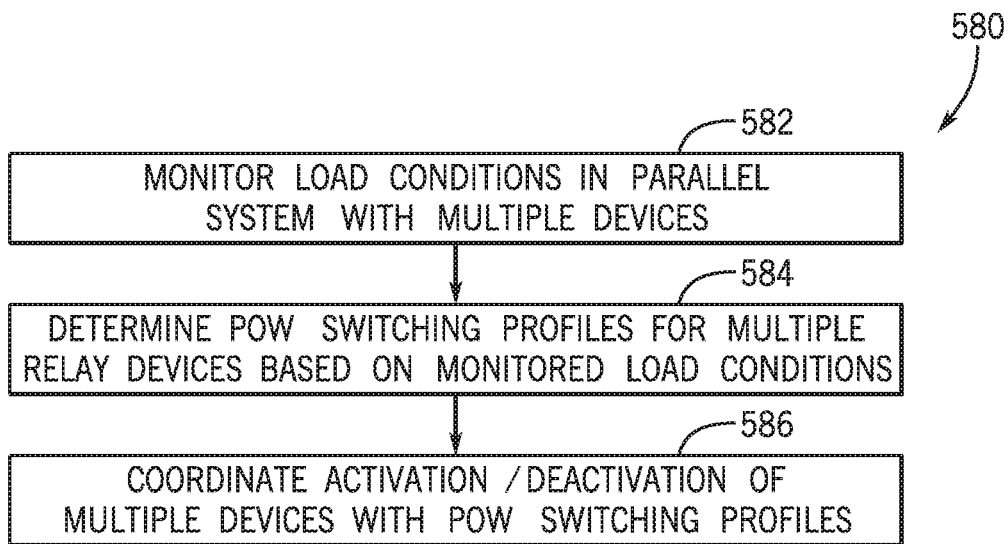 580
582
MONITOR LOAD CONDITIONS IN PARALLEL
SYSTEM WITH MULTIPLE DEVICES
584
DETERMINE POW SWITCHING PROFILES FOR MULTIPLE
RELAY DEVICES BASED ON MONITORED LOAD CONDITIONS
586
COORDINATE ACTIVATION / DEACTIVATION OF
MULTIPLE DEVICES WITH POW SWITCHING PROFILES